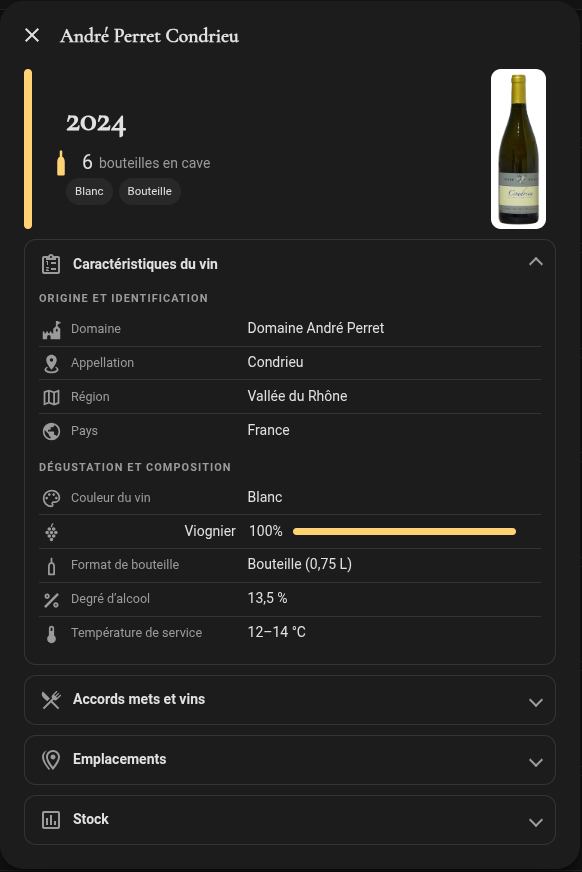 André Perret Condrieu
2024
6 bouteilles en cave
Blanc Bouteille
Condrieu
Caractéristiques du vin
ORIGINE ET IDENTIFICATION
Domaine Domaine André Perret
Appellation Condrieu
Région Vallée du Rhône
Pays France
DÉGUSTATION ET COMPOSITION
Couleur du vin Blanc
Viognier 100%
Format de bouteille Bouteille (0,75 L)
Degré d'alcool 13,5 %
Température de service 12–14 °C
Accords mets et vins
Emplacements
Stock